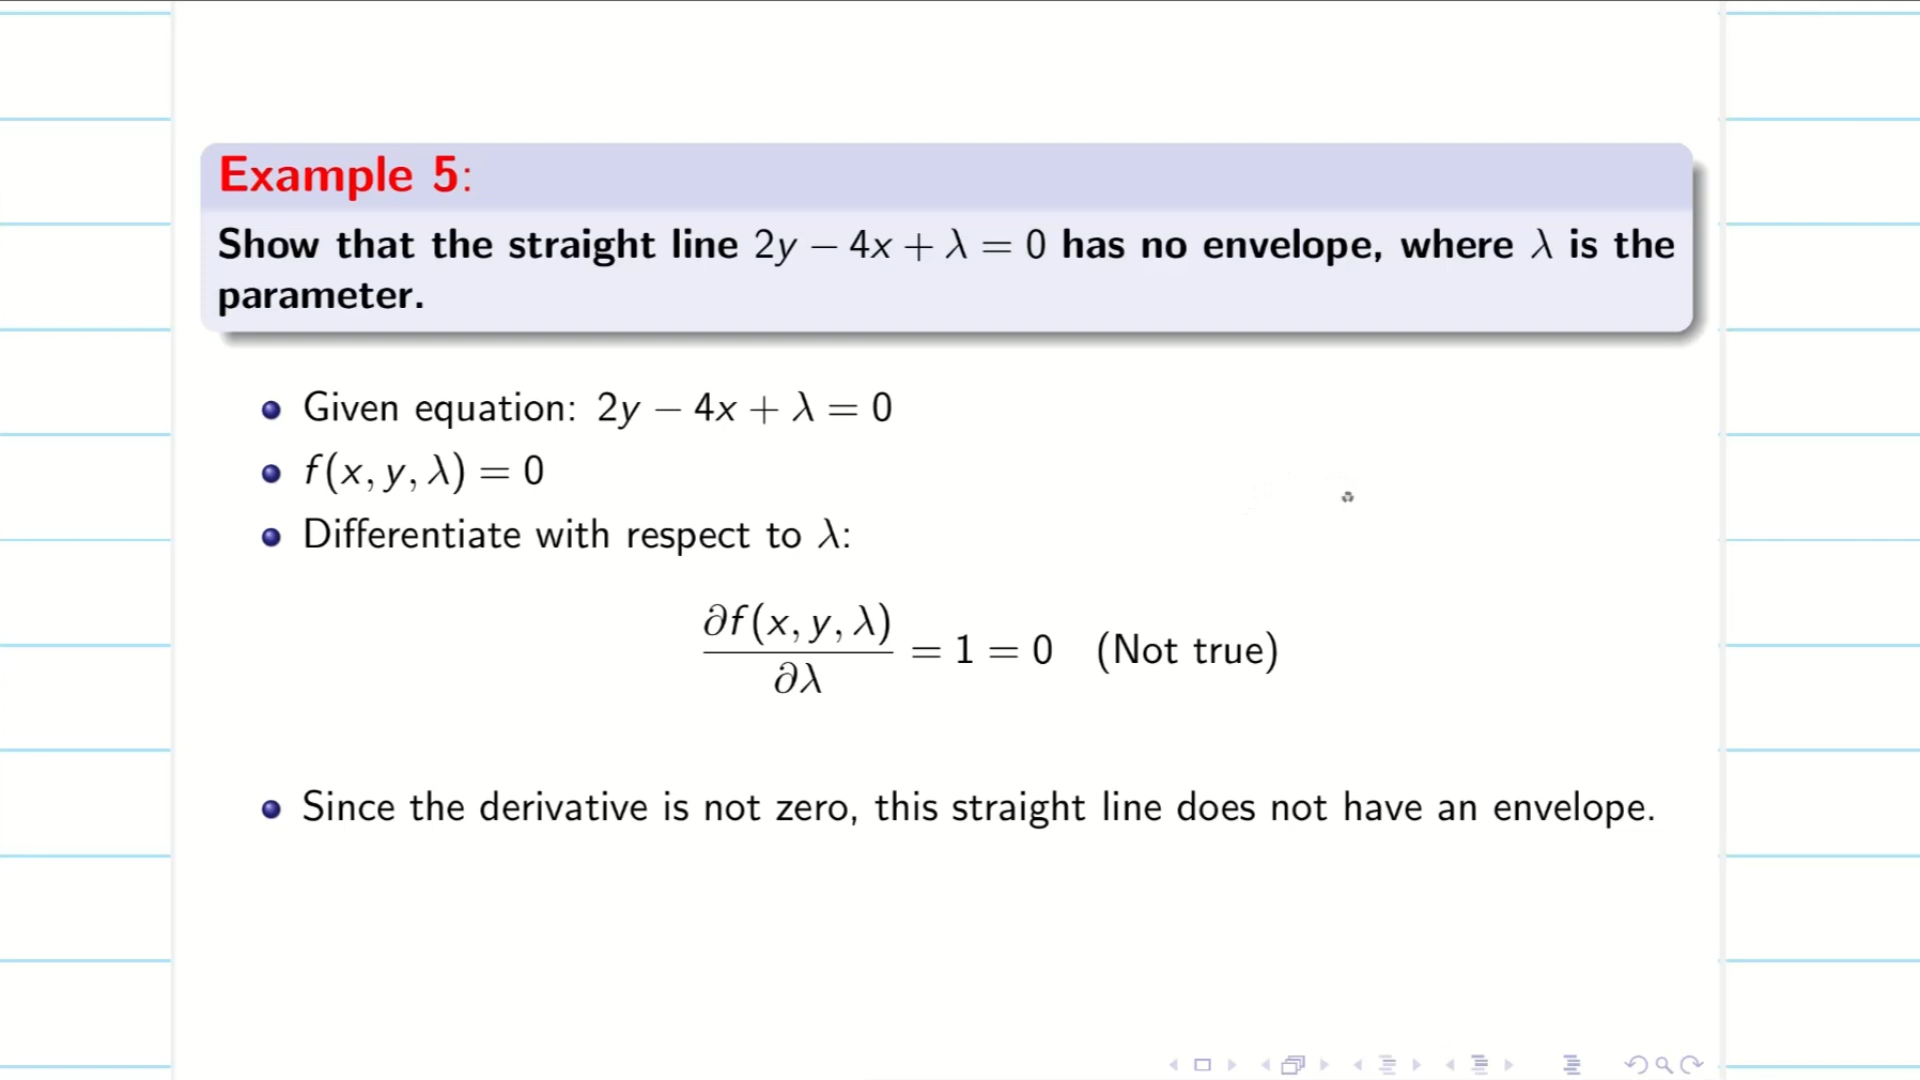 Example 5:
Show that the straight line 2y − 4x + λ = 0 has no envelope, where λ is the
parameter.
Given equation: 2y − 4x + λ = 0
f(x, y, λ) = 0
Differentiate with respect to λ:
∂f(x, y, λ)/∂λ = 1 = 0 (Not true)
Since the derivative is not zero, this straight line does not have an envelope.